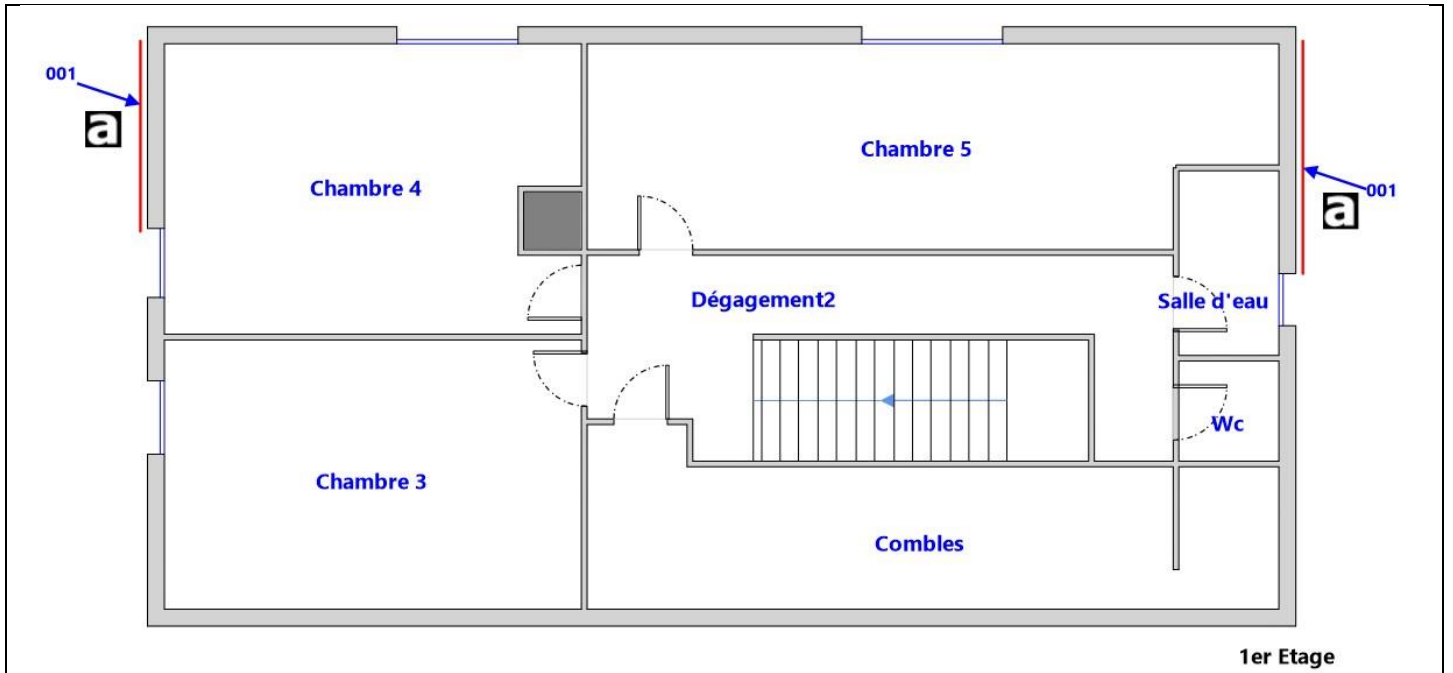 001
a
Chambre 5
Chambre 4
001
a
Dégagement2
Salle d'eau
Wc
Chambre 3
Combles
1er Etage